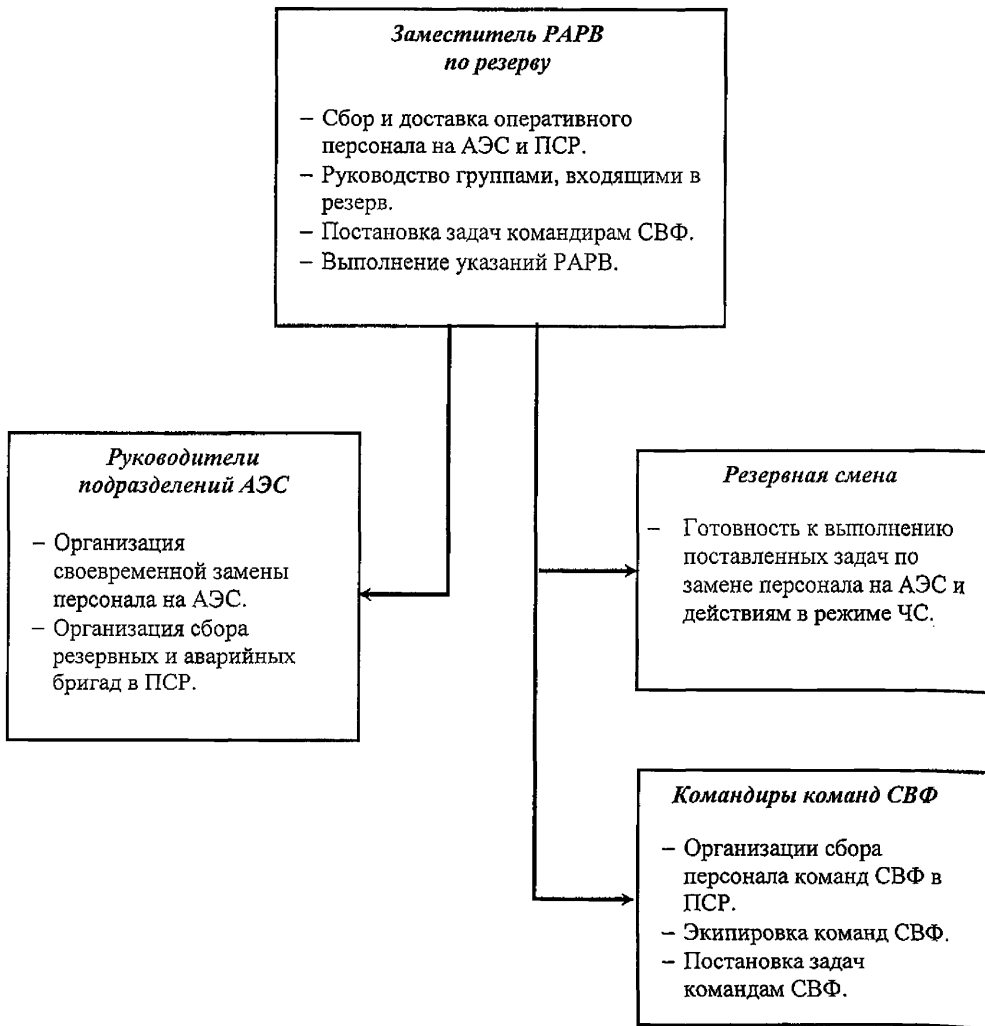 Заместитель РАРВ
по резерву
– Сбор и доставка оперативного
персонала на АЭС и ПСР.
– Руководство группами, входящими в
резерв.
– Постановка задач командирам СВФ.
– Выполнение указаний РАРВ.
Руководители
подразделений АЭС
– Организация
своевременной замены
персонала на АЭС.
– Организация сбора
резервных и аварийных
бригад в ПСР.
Резервная смена
– Готовность к выполнению
поставленных задач по
замене персонала на АЭС и
действиям в режиме ЧС.
Командиры команд СВФ
– Организации сбора
персонала команд СВФ в
ПСР.
– Экипировка команд СВФ.
– Постановка задач
командам СВФ.